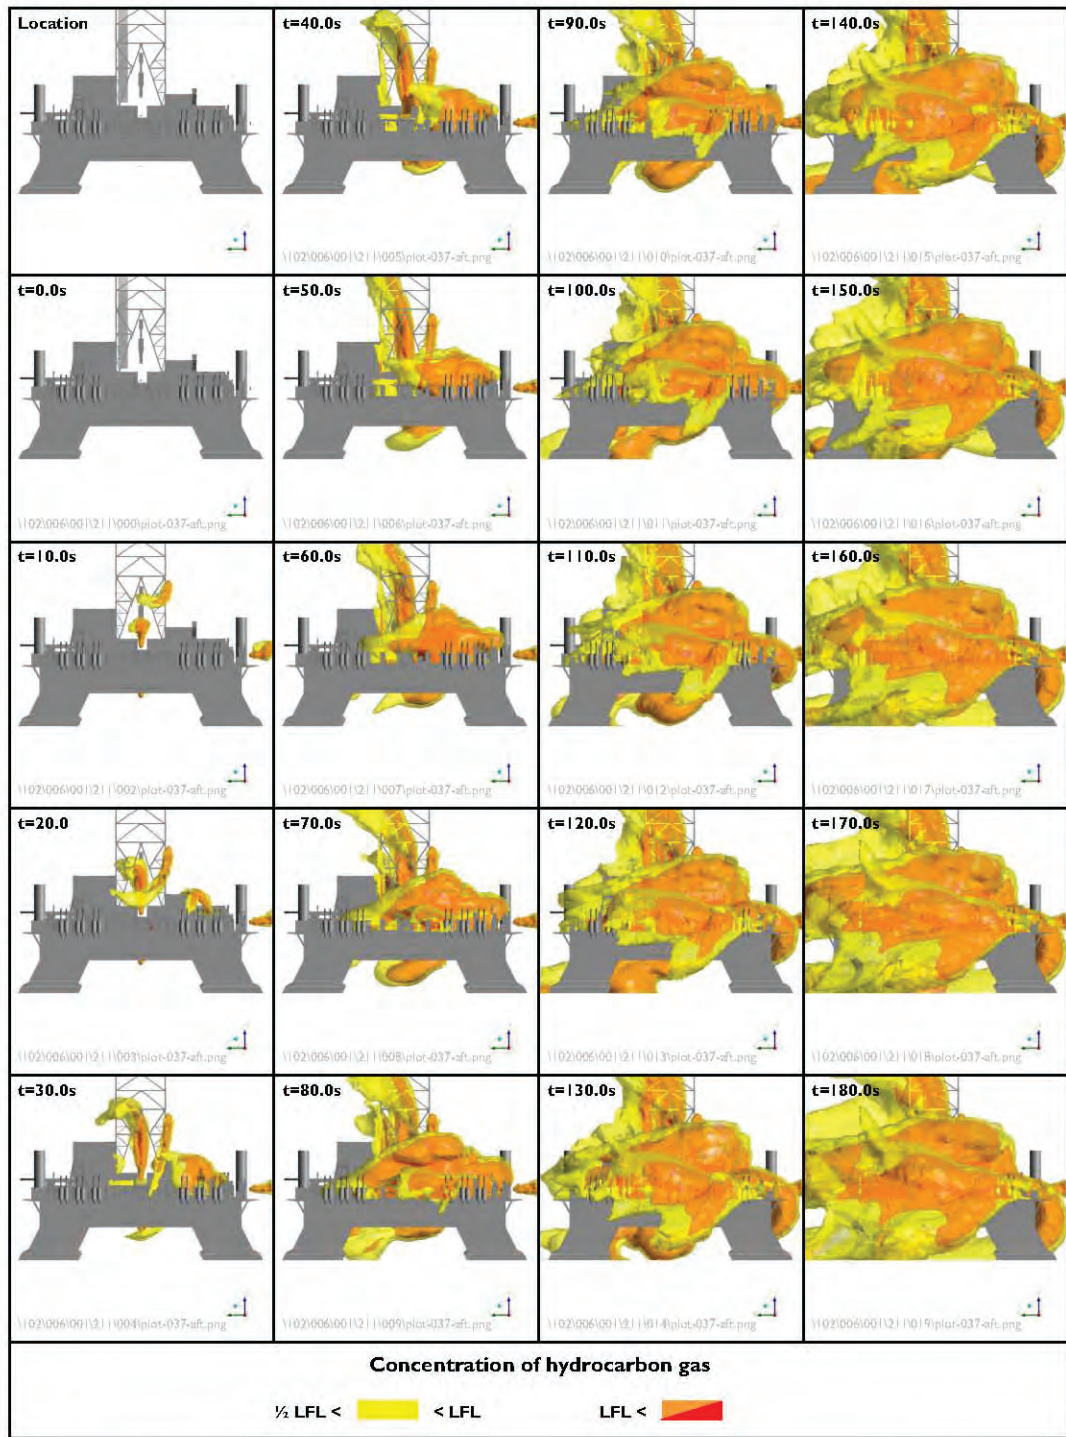 Location
t=40.0s
t=90.0s
t=140.0s
\102\006\001\211\005\plot-037-aft.png
\102\006\001\211\010\plot-037-aft.png
\102\006\001\211\015\plot-037-aft.png
t=0.0s
t=50.0s
t=100.0s
t=150.0s
\102\006\001\211\000\plot-037-aft.png
\102\006\001\211\006\plot-037-aft.png
\102\006\001\211\011\plot-037-aft.png
\102\006\001\211\016\plot-037-aft.png
t=10.0s
t=60.0s
t=110.0s
t=160.0s
\102\006\001\211\002\plot-037-aft.png
\102\006\001\211\007\plot-037-aft.png
\102\006\001\211\012\plot-037-aft.png
\102\006\001\211\017\plot-037-aft.png
t=20.0
t=70.0s
t=120.0s
t=170.0s
\102\006\001\211\003\plot-037-aft.png
\102\006\001\211\008\plot-037-aft.png
\102\006\001\211\013\plot-037-aft.png
\102\006\001\211\018\plot-037-aft.png
t=30.0s
t=80.0s
t=130.0s
t=180.0s
\102\006\001\211\004\plot-037-aft.png
\102\006\001\211\009\plot-037-aft.png
\102\006\001\211\014\plot-037-aft.png
\102\006\001\211\019\plot-037-aft.png
Concentration of hydrocarbon gas
½ LFL < < LFL LFL <